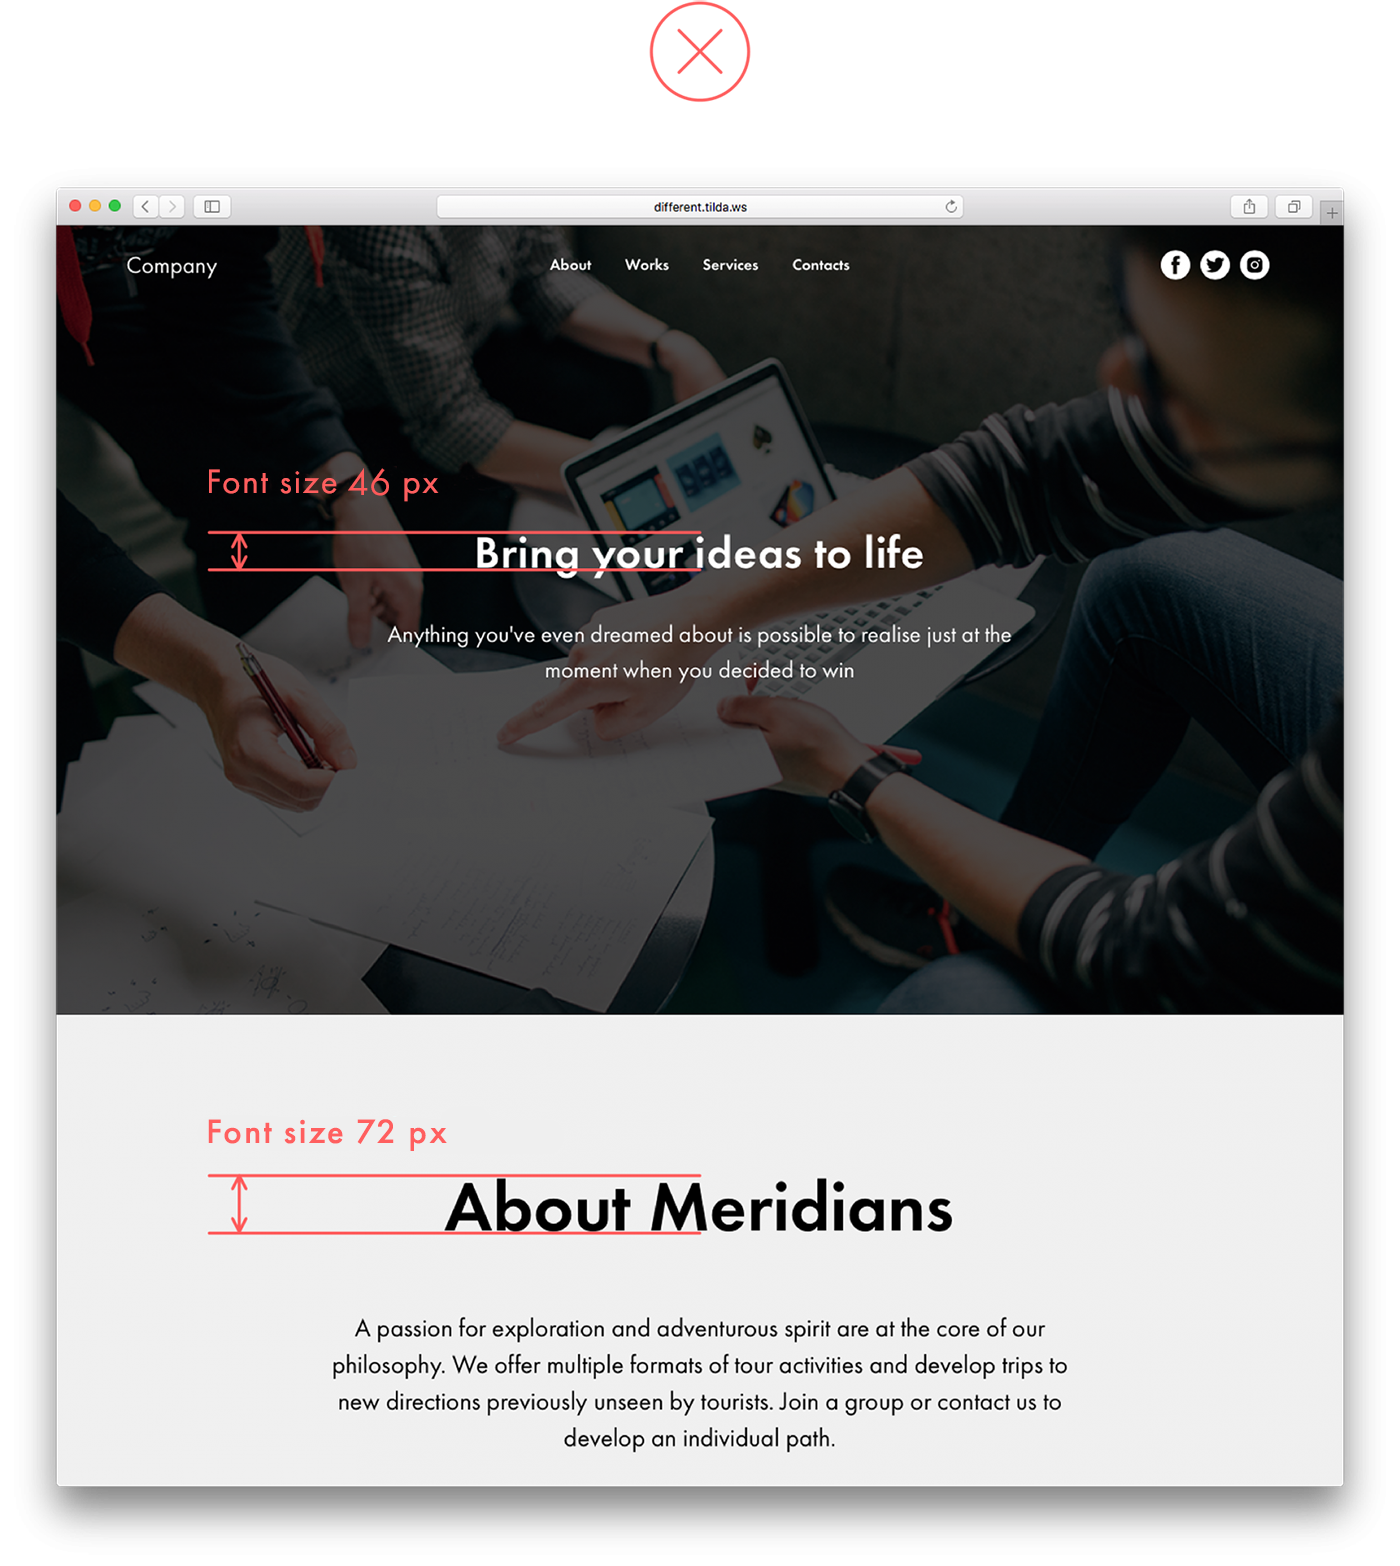 different.tilda.ws
Company
About Works Services Contacts
Font size 46 px
Bring your ideas to life
Anything you've even dreamed about is possible to realise just at the
moment when you decided to win
Font size 72 px
About Meridians
A passion for exploration and adventurous spirit are at the core of our
philosophy. We offer multiple formats of tour activities and develop trips to
new directions previously unseen by tourists. Join a group or contact us to
develop an individual path.